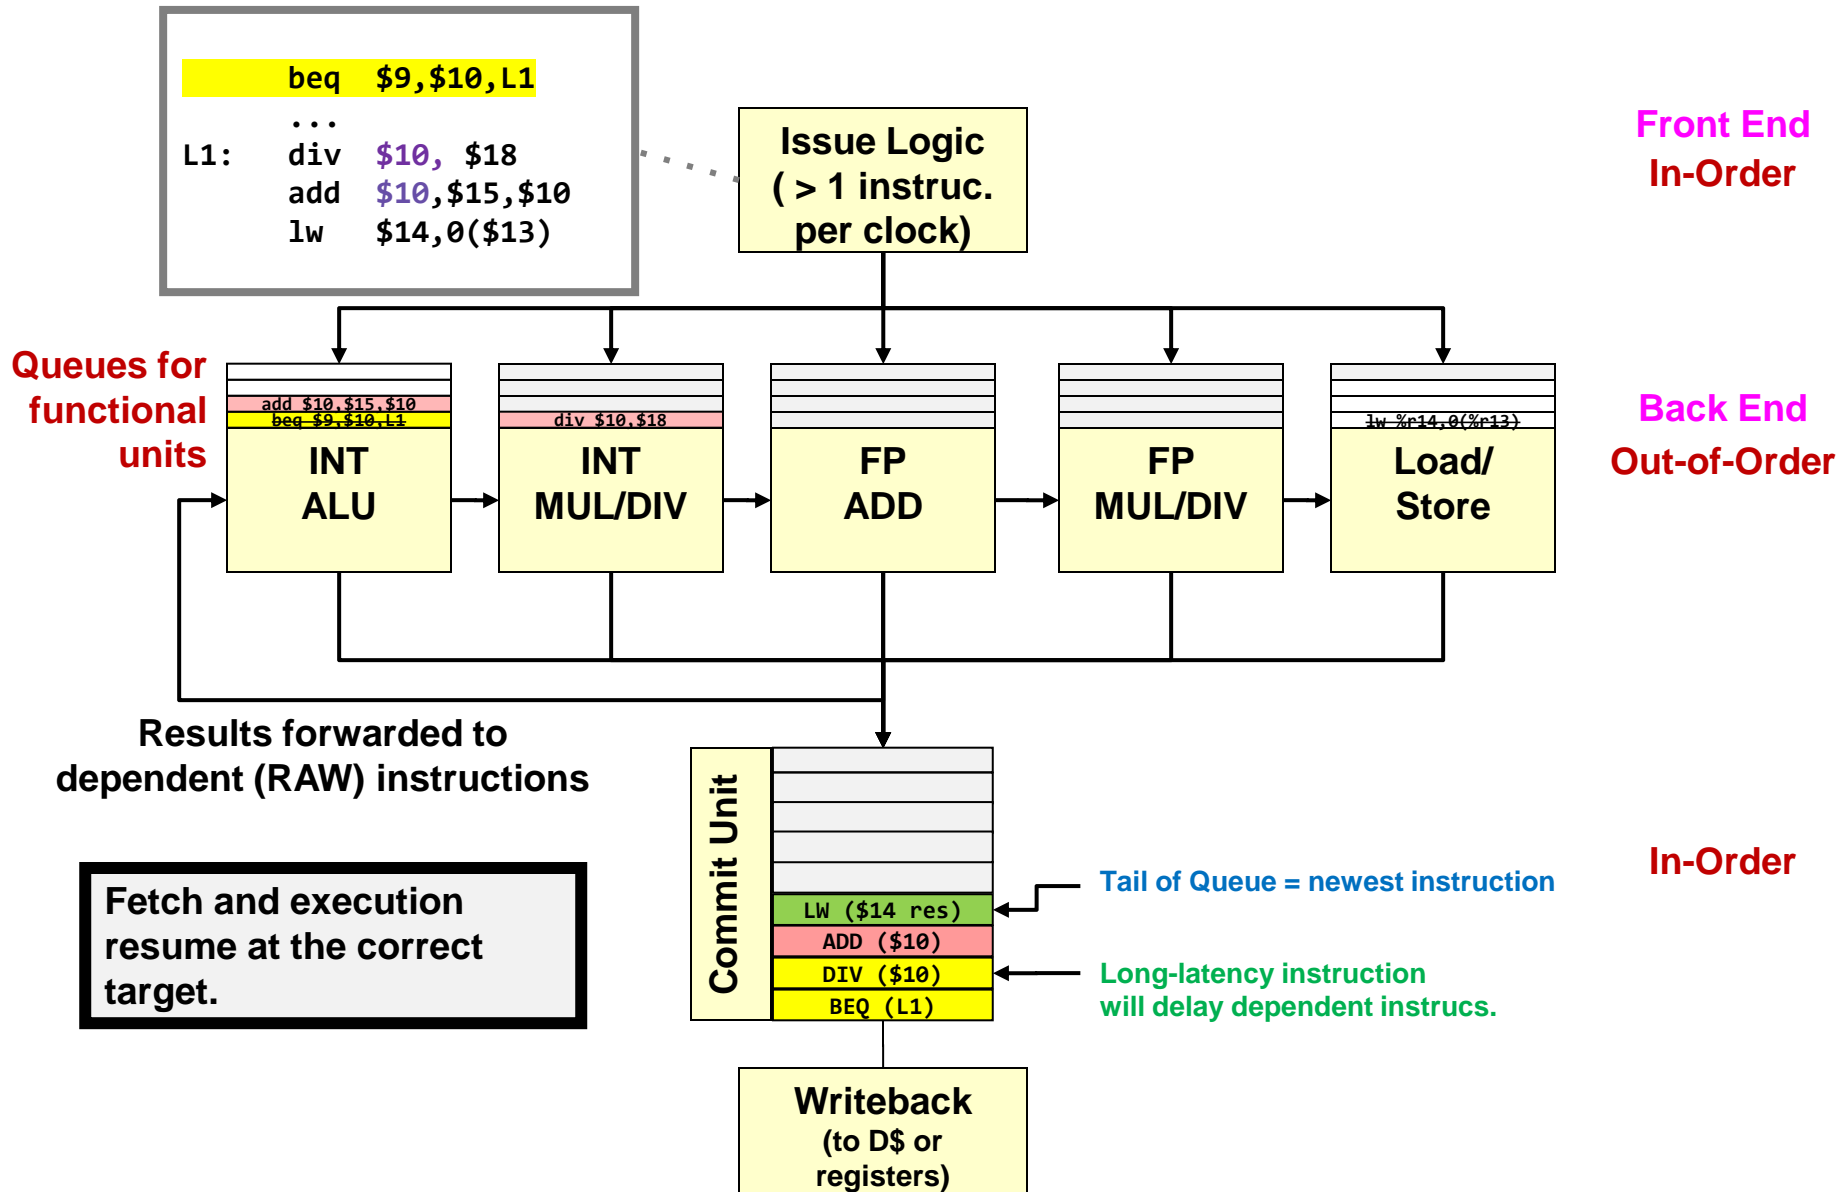 beq $9,$10,L1
...
L1: div $10, $18
add $10,$15,$10
lw $14,0($13)
Issue Logic
( > 1 instruc.
per clock)
Front End
In-Order
Queues for
functional
units
add $10,$15,$10
beq $9,$10,L1
INT
ALU
div $10,$18
INT
MUL/DIV
FP
ADD
FP
MUL/DIV
lw %r14,0(%r13)
Load/
Store
Back End
Out-of-Order
Results forwarded to
dependent (RAW) instructions
Fetch and execution
resume at the correct
target.
Commit Unit
LW ($14 res)
ADD ($10)
DIV ($10)
BEQ (L1)
Tail of Queue = newest instruction
Long-latency instruction
will delay dependent instrucs.
In-Order
Writeback
(to D$ or
registers)